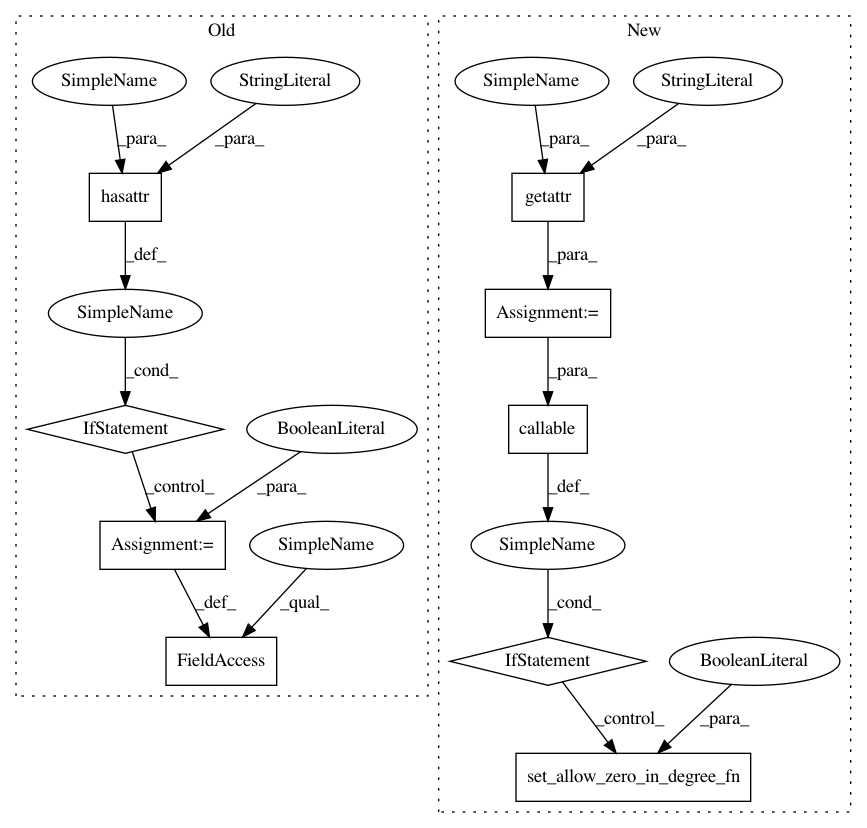 Old
New
SimpleName
StringLiteral
SimpleName
StringLiteral
_para_
_para_
_para_
_para_
hasattr
getattr
_def_
_para_
SimpleName
Assignment:=
_cond_
_para_
IfStatement
BooleanLiteral
callable
_control_
_para_
_def_
Assignment:=
SimpleName
SimpleName
_def_
_qual_
_cond_
FieldAccess
IfStatement
BooleanLiteral
_control_
_para_
set_allow_zero_in_degree_fn